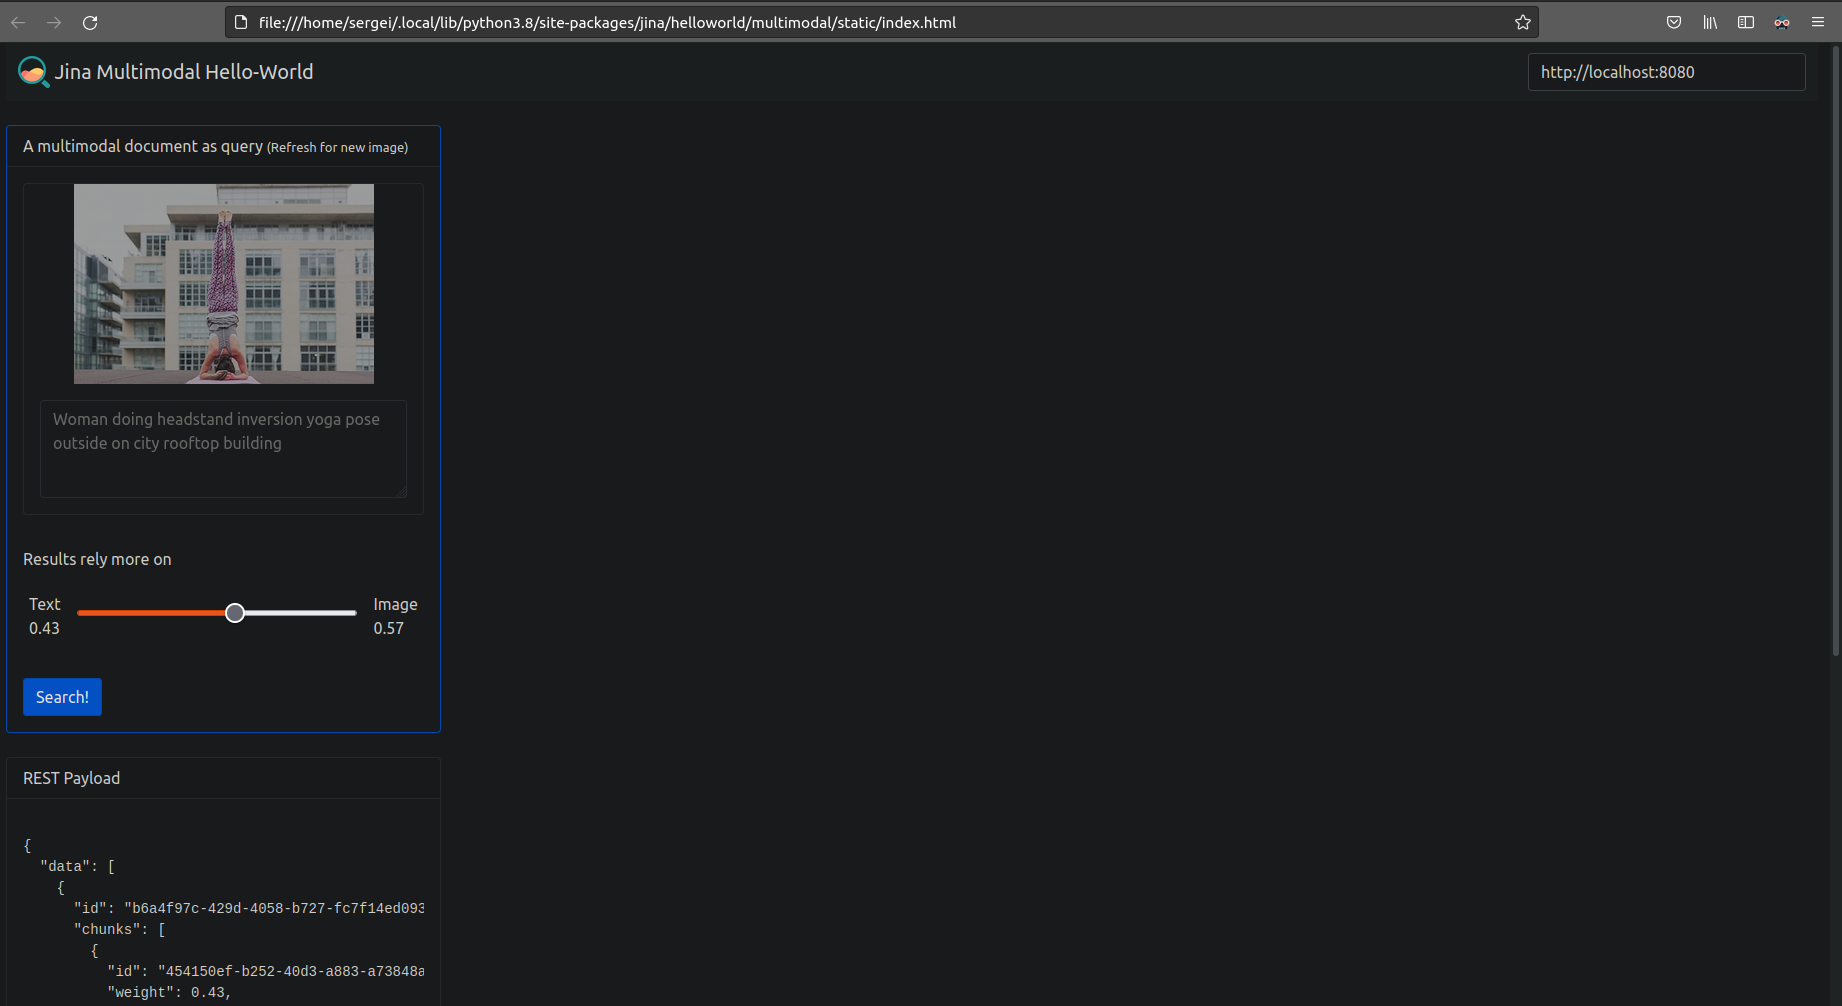 file:///home/sergei/.local/lib/python3.8/site-packages/jina/helloworld/multimodal/static/index.html
Jina Multimodal Hello-World
http://localhost:8080
A multimodal document as query (Refresh for new image)
Woman doing headstand inversion yoga pose
outside on city rooftop building
Results rely more on
Text
0.43
Image
0.57
Search!
REST Payload
{
"data": [
{
"id": "b6a4f97c-429d-4058-b727-fc7f14ed093
"chunks": [
{
"id": "454150ef-b252-40d3-a883-a73848a
"weight": 0.43,